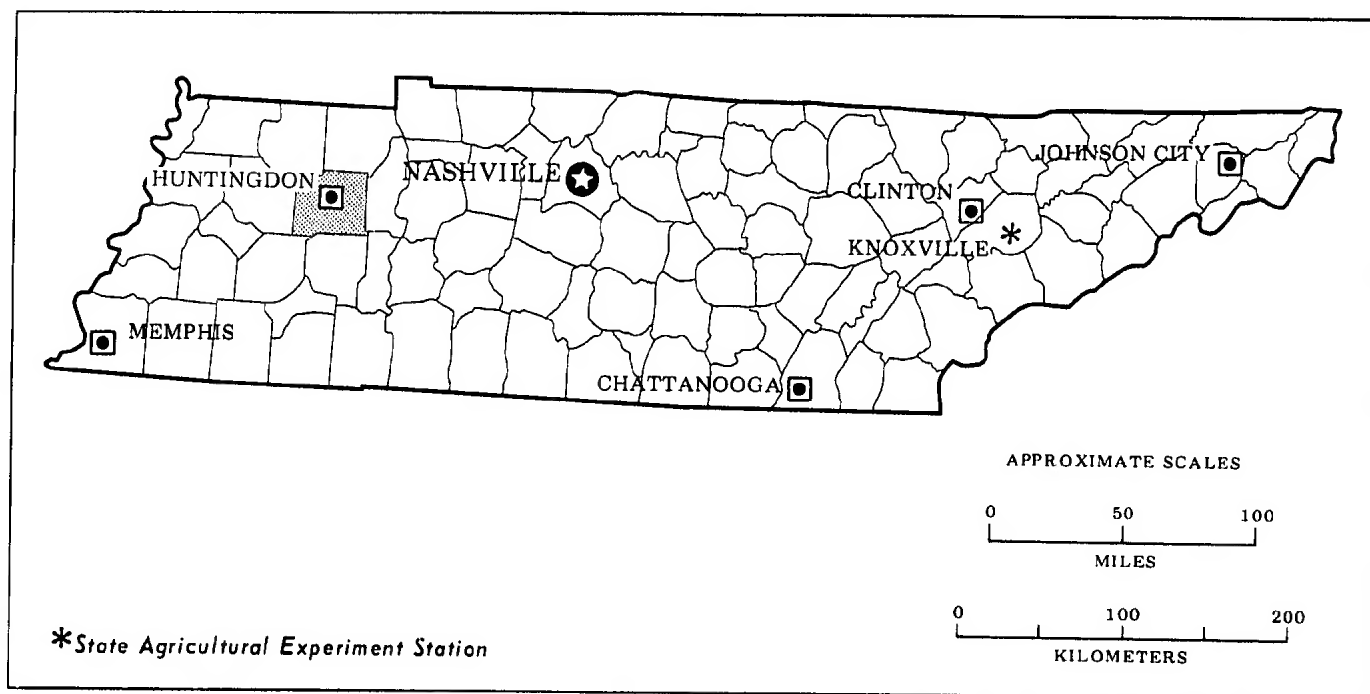 JOHNSON CITY
HUNTINGDON
NASHVILLE
CLINTON
KNOXVILLE
MEMPHIS
CHATTANOOGA
APPROXIMATE SCALES
0 50 100
MILES
0 100 200
KILOMETERS
*State Agricultural Experiment Station